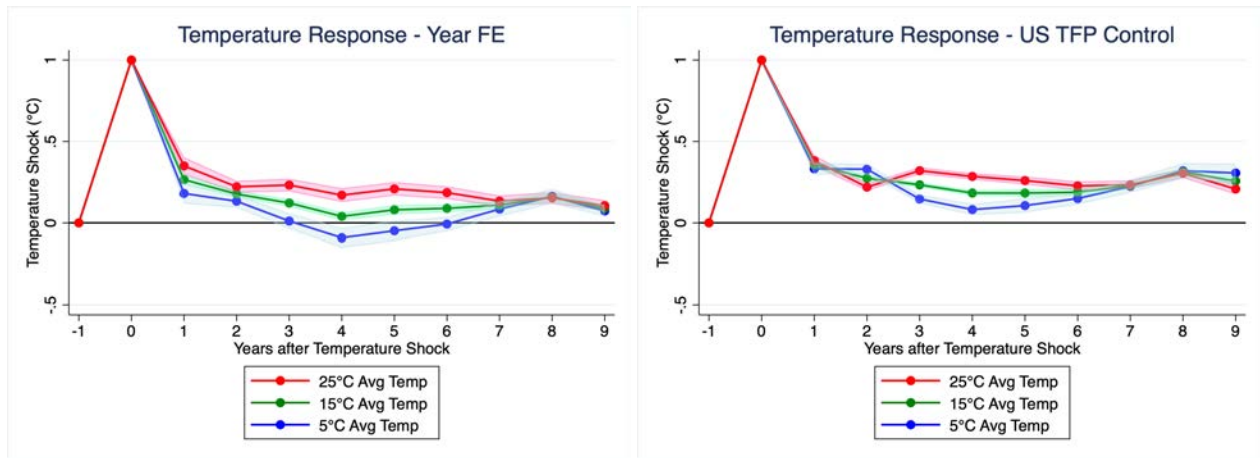 Temperature Response - Year FE
Temperature Shock (°C)
1
.5
0
-.5
-1 0 1 2 3 4 5 6 7 8 9
Years after Temperature Shock
25°C Avg Temp
15°C Avg Temp
5°C Avg Temp
Temperature Response - US TFP Control
Temperature Shock (°C)
1
.5
0
-.5
-1 0 1 2 3 4 5 6 7 8 9
Years after Temperature Shock
25°C Avg Temp
15°C Avg Temp
5°C Avg Temp